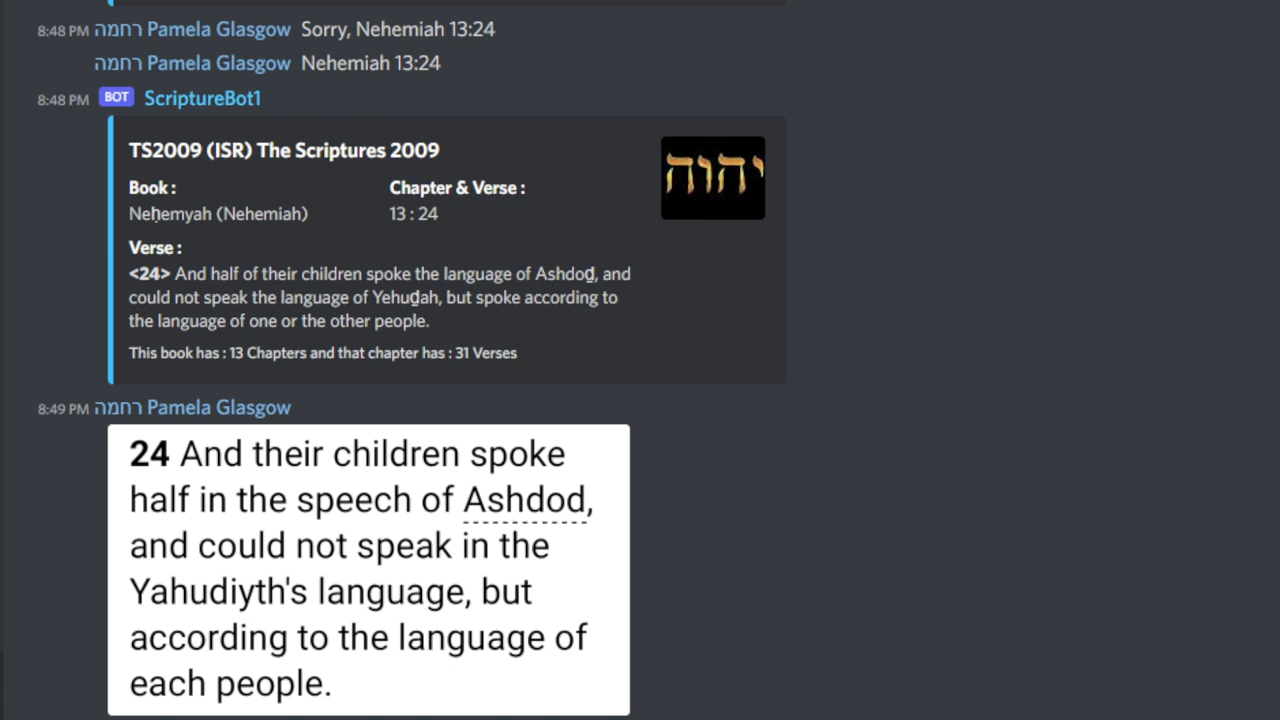 8:48 PM רחמה Pamela Glasgow Sorry, Nehemiah 13:24
רחמה Pamela Glasgow Nehemiah 13:24
8:48 PM BOT ScriptureBot1
TS2009 (ISR) The Scriptures 2009
יהוה
Book : Chapter & Verse :
Neḥemyah (Nehemiah) 13 : 24
Verse :
<24> And half of their children spoke the language of Ashdoḏ, and
could not speak the language of Yehuḏah, but spoke according to
the language of one or the other people.
This book has : 13 Chapters and that chapter has : 31 Verses
8:49 PM רחמה Pamela Glasgow
24 And their children spoke
half in the speech of Ashdod,
and could not speak in the
Yahudiyth's language, but
according to the language of
each people.